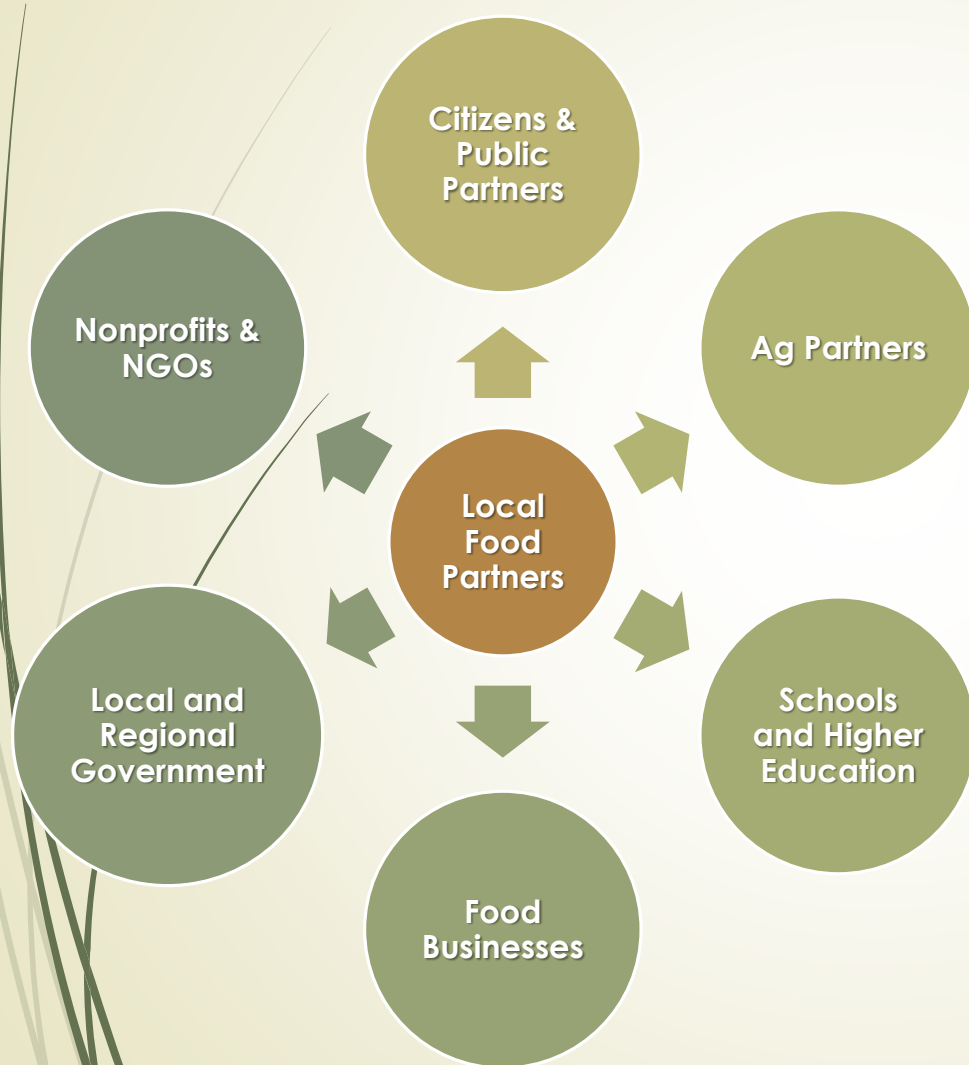 Citizens &
Public
Partners
Nonprofits &
NGOs
Ag Partners
Local
Food
Partners
Local and
Regional
Government
Schools
and Higher
Education
Food
Businesses